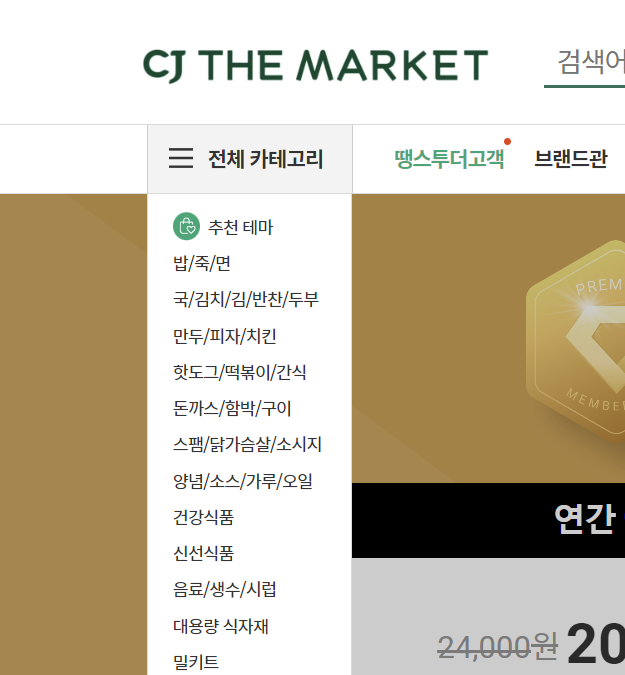 CJ THE MARKET
검색어
전체 카테고리
땡스투더고객
브랜드관
추천 테마
밥/죽/면
국/김치/김/반찬/두부
만두/피자/치킨
핫도그/떡볶이/간식
돈까스/함박/구이
스팸/닭가슴살/소시지
양념/소스/가루/오일
건강식품
신선식품
음료/생수/시럽
대용량 식자재
밀키트
PREM
MEMBE
연간
24,000원 20